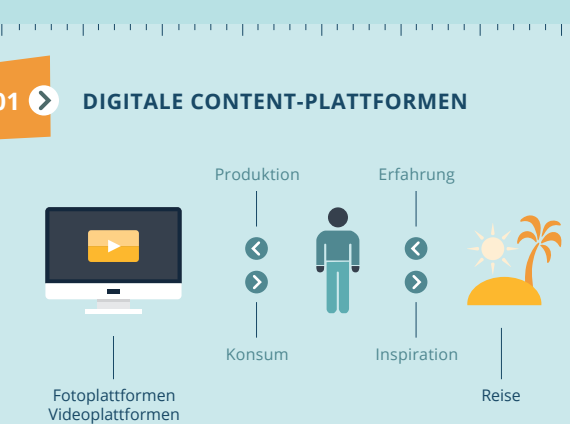 01
DIGITALE CONTENT-PLATTFORMEN
Produktion
Erfahrung
Konsum
Inspiration
Fotoplattformen
Videoplattformen
Reise